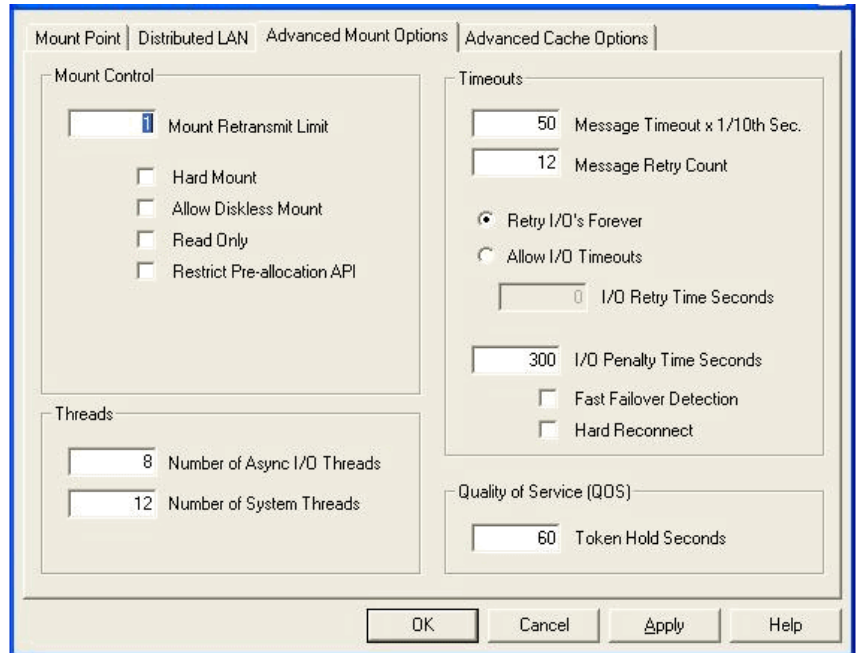 Mount Point
Distributed LAN
Advanced Mount Options
Advanced Cache Options
Mount Control
1 Mount Retransmit Limit
Hard Mount
Allow Diskless Mount
Read Only
Restrict Pre-allocation API
Threads
8 Number of Async I/O Threads
12 Number of System Threads
Timeouts
50 Message Timeout x 1/10th Sec.
12 Message Retry Count
Retry I/O's Forever
Allow I/O Timeouts
0 I/O Retry Time Seconds
300 I/O Penalty Time Seconds
Fast Failover Detection
Hard Reconnect
Quality of Service (QOS)
60 Token Hold Seconds
OK
Cancel
Apply
Help